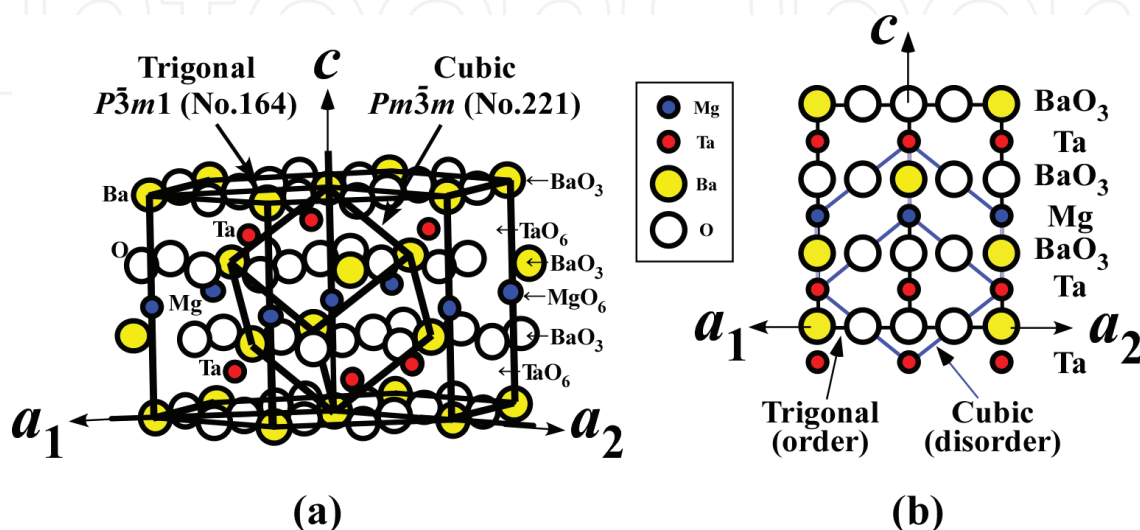 Trigonal
P3̄m1 (No.164)
c
Cubic
Pm3̄m (No.221)
Ba
Ta
O
Mg
Ta
←BaO₃
←TaO₆
←BaO₃
←MgO₆
←BaO₃
←TaO₆
a₁
a₂
(a)
Mg
Ta
Ba
O
c
BaO₃
Ta
BaO₃
Mg
BaO₃
Ta
Ta
a₁
a₂
Trigonal
(order)
Cubic
(disorder)
(b)